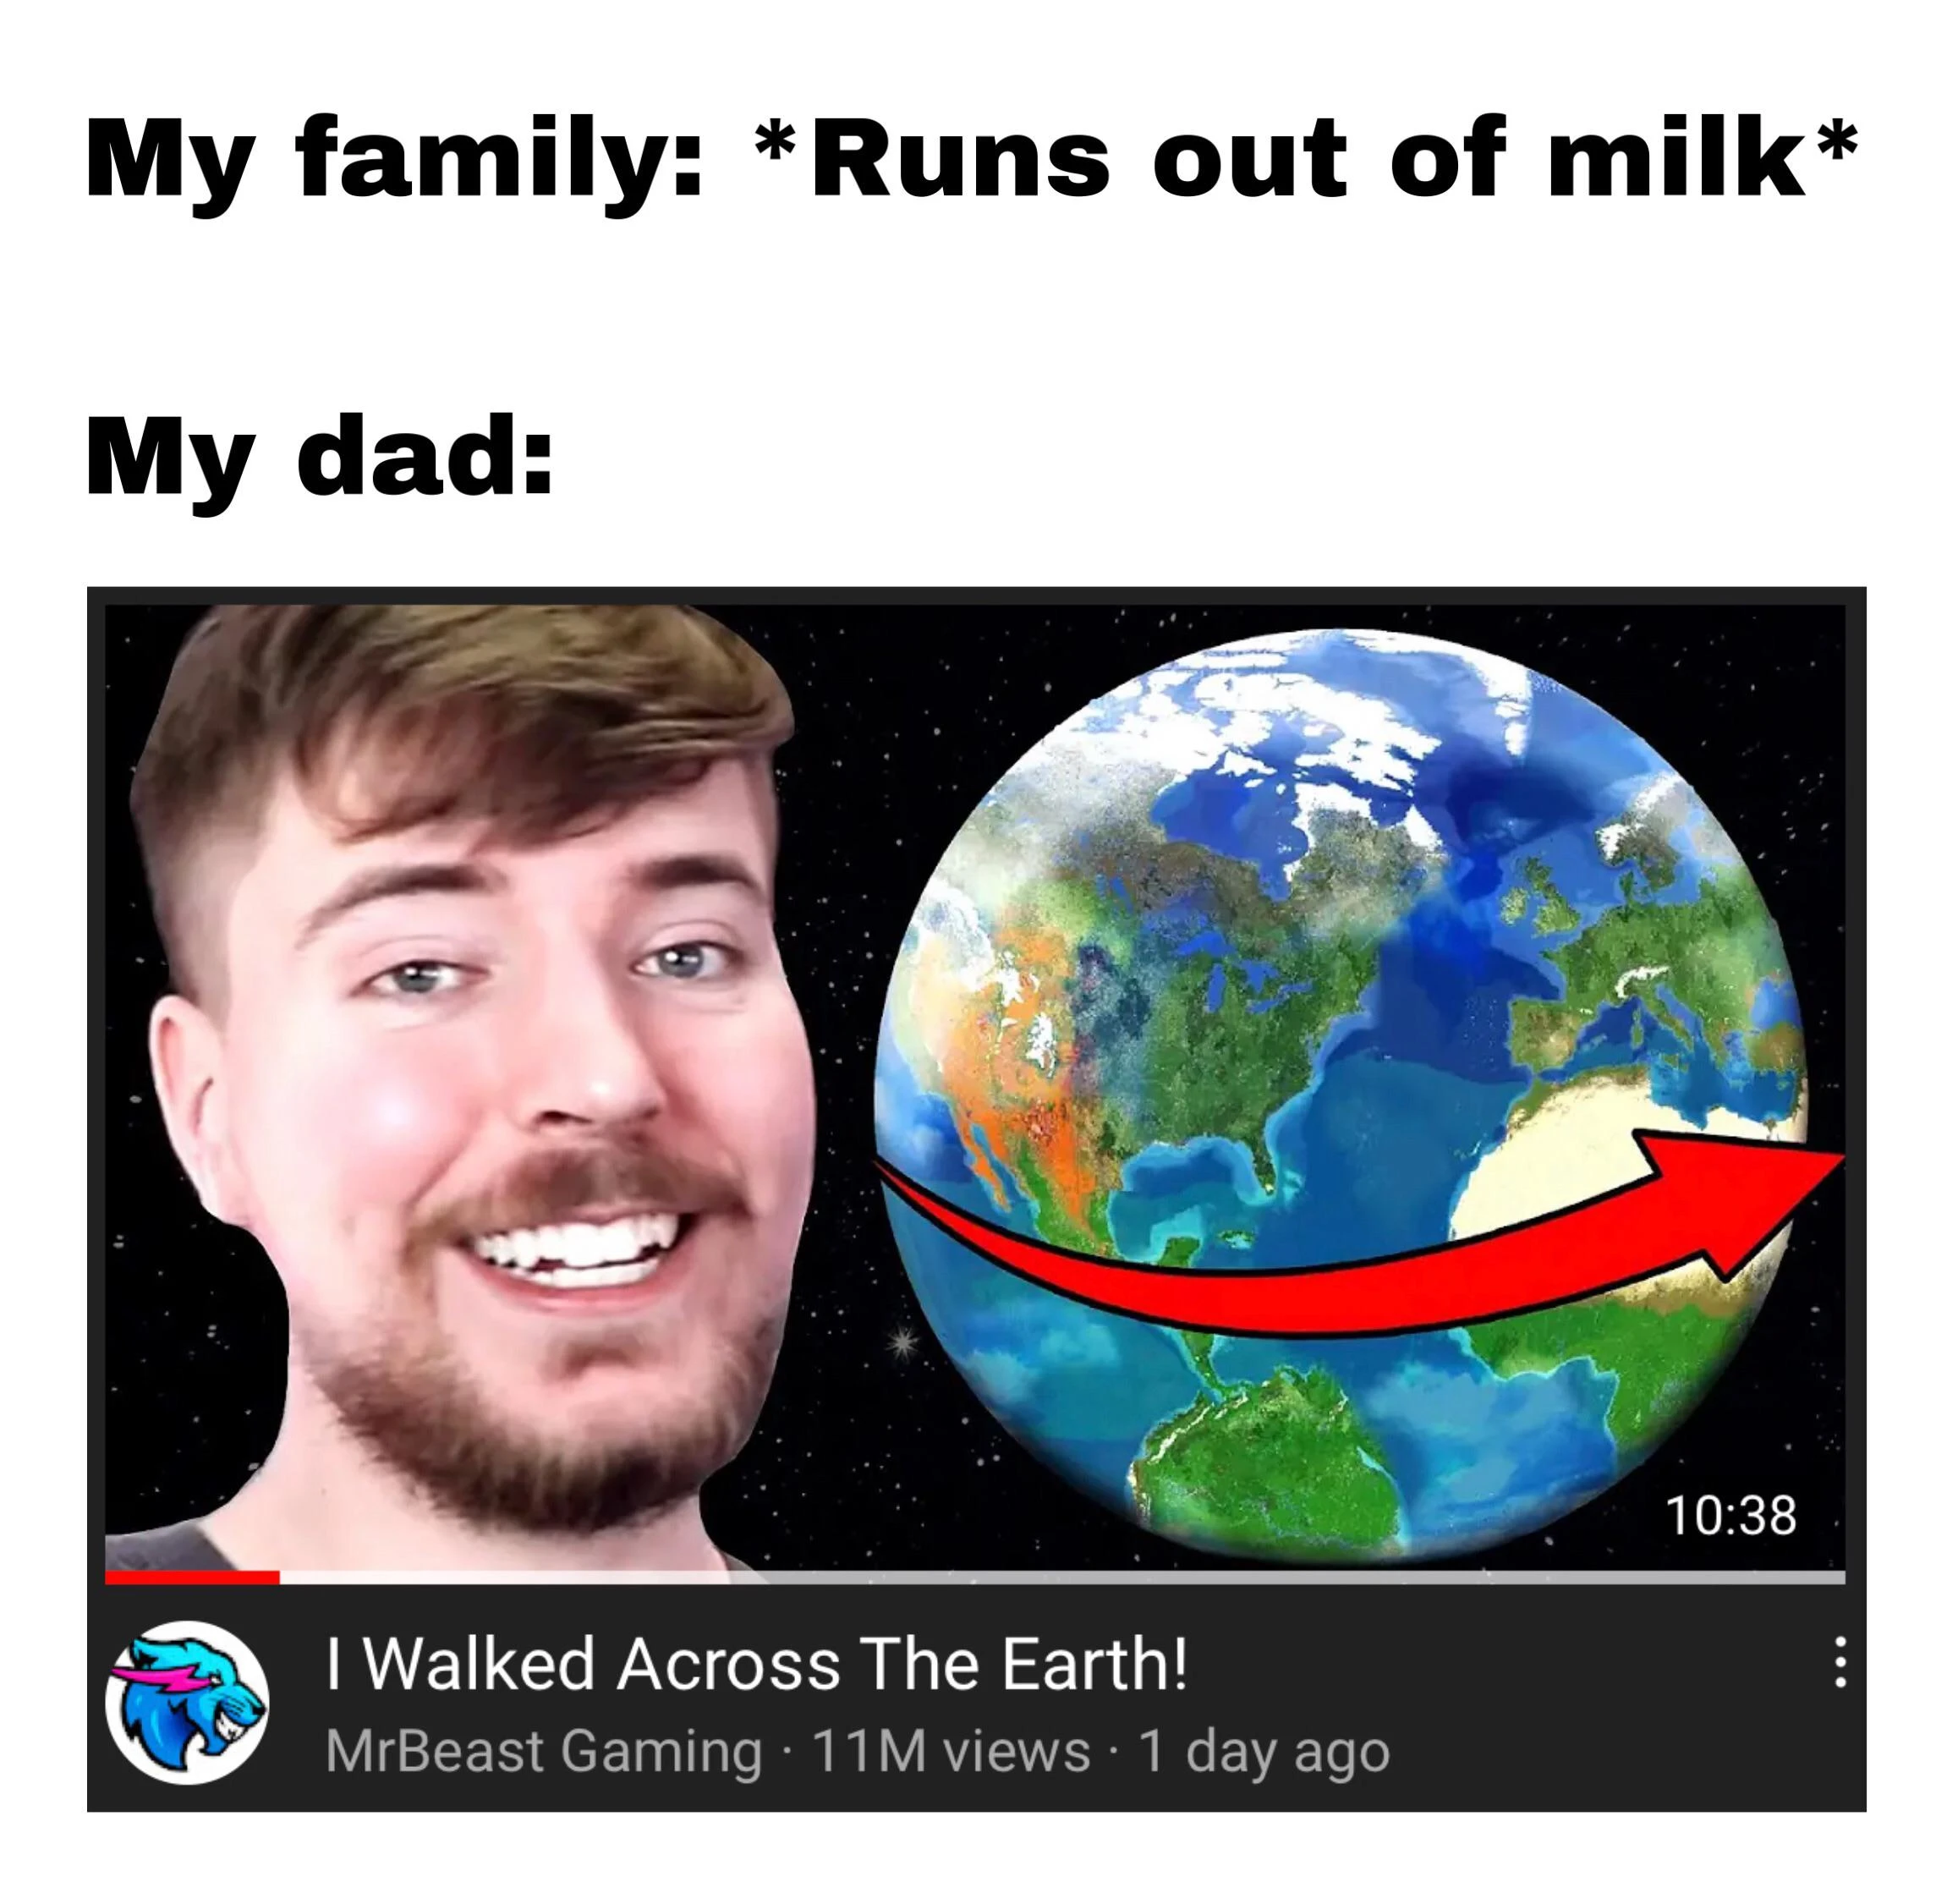 My family: *Runs out of milk*
My dad:
10:38
I Walked Across The Earth!
MrBeast Gaming · 11M views · 1 day ago